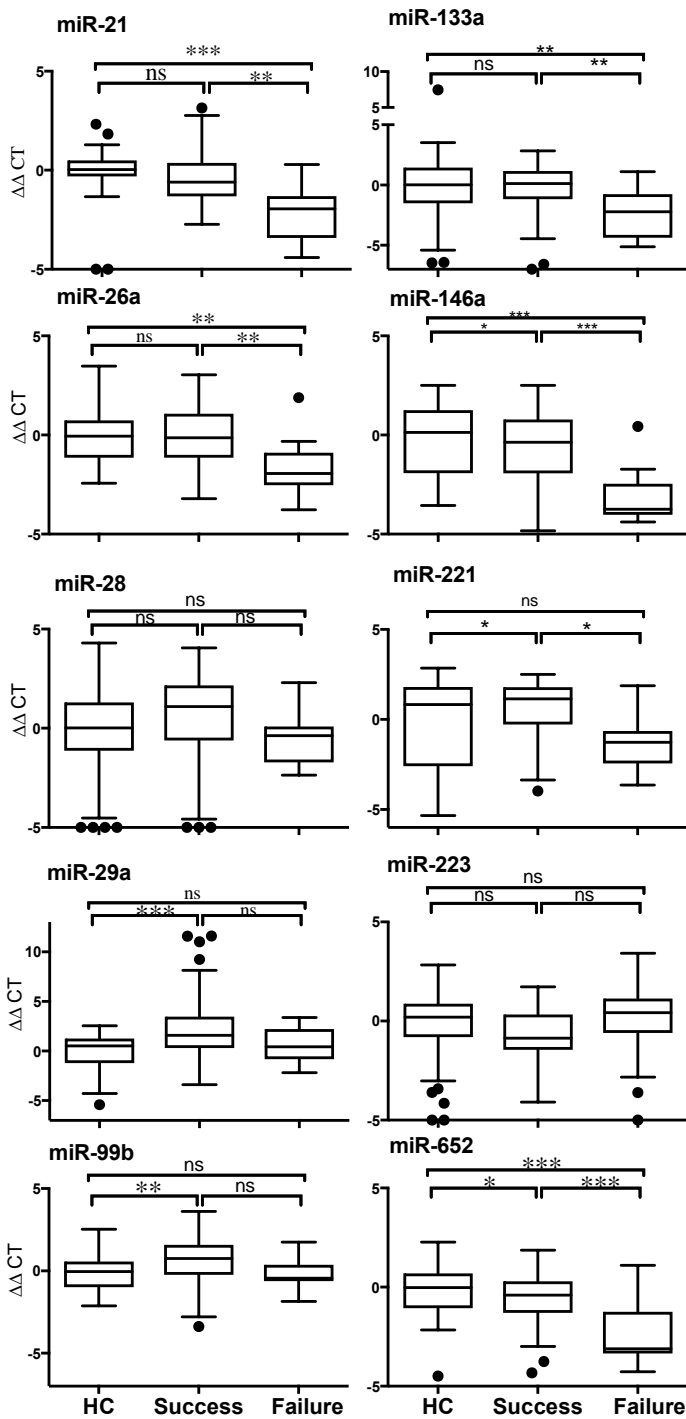 miR-21
***
ns **
5
0
-5
ΔΔ CT
miR-133a
**
ns **
10
5
5
0
-5
miR-26a
**
ns **
5
0
-5
ΔΔ CT
miR-146a
***
* ***
5
0
-5
miR-28
ns
ns ns
5
0
-5
ΔΔ CT
miR-221
ns
* *
5
0
-5
miR-29a
ns
*** ns
10
5
0
-5
ΔΔ CT
miR-223
ns
ns ns
5
0
-5
miR-99b
ns
** ns
5
0
-5
ΔΔ CT
HC Success Failure
miR-652
***
* ***
5
0
-5
HC Success Failure